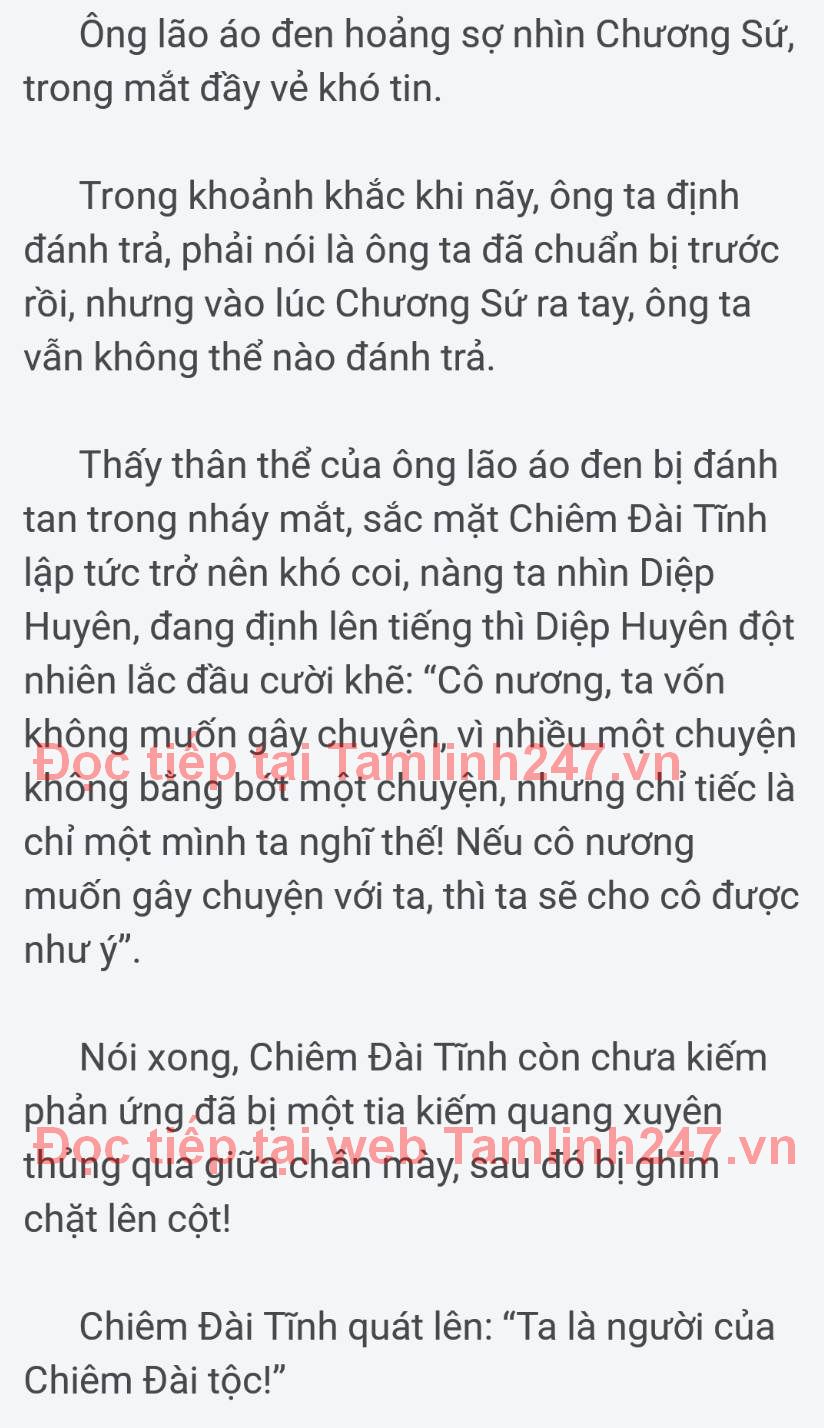 Ông lão áo đen hoảng sợ nhìn Chương Sứ,
trong mắt đầy vẻ khó tin.
Trong khoảnh khắc khi nãy, ông ta định
đánh trả, phải nói là ông ta đã chuẩn bị trước
rồi, nhưng vào lúc Chương Sứ ra tay, ông ta
vẫn không thể nào đánh trả.
Thấy thân thể của ông lão áo đen bị đánh
tan trong nháy mắt, sắc mặt Chiêm Đài Tĩnh
lập tức trở nên khó coi, nàng ta nhìn Diệp
Huyên, đang định lên tiếng thì Diệp Huyên đột
nhiên lắc đầu cười khẽ: “Cô nương, ta vốn
không muốn gây chuyện, vì nhiều một chuyện
Đọc tiếp tại Tamlinh247.vn
không bằng bớt một chuyện, nhưng chỉ tiếc là
chỉ một mình ta nghĩ thế! Nếu cô nương
muốn gây chuyện với ta, thì ta sẽ cho cô được
như ý”.
Nói xong, Chiêm Đài Tĩnh còn chưa kiếm
phản ứng đã bị một tia kiếm quang xuyên
Đọc tiếp tại web Tamlinh247.vn
thủng qua giữa chân mày, sau đó bị ghim
chặt lên cột!
Chiêm Đài Tĩnh quát lên: “Ta là người của
Chiêm Đài tộc!”